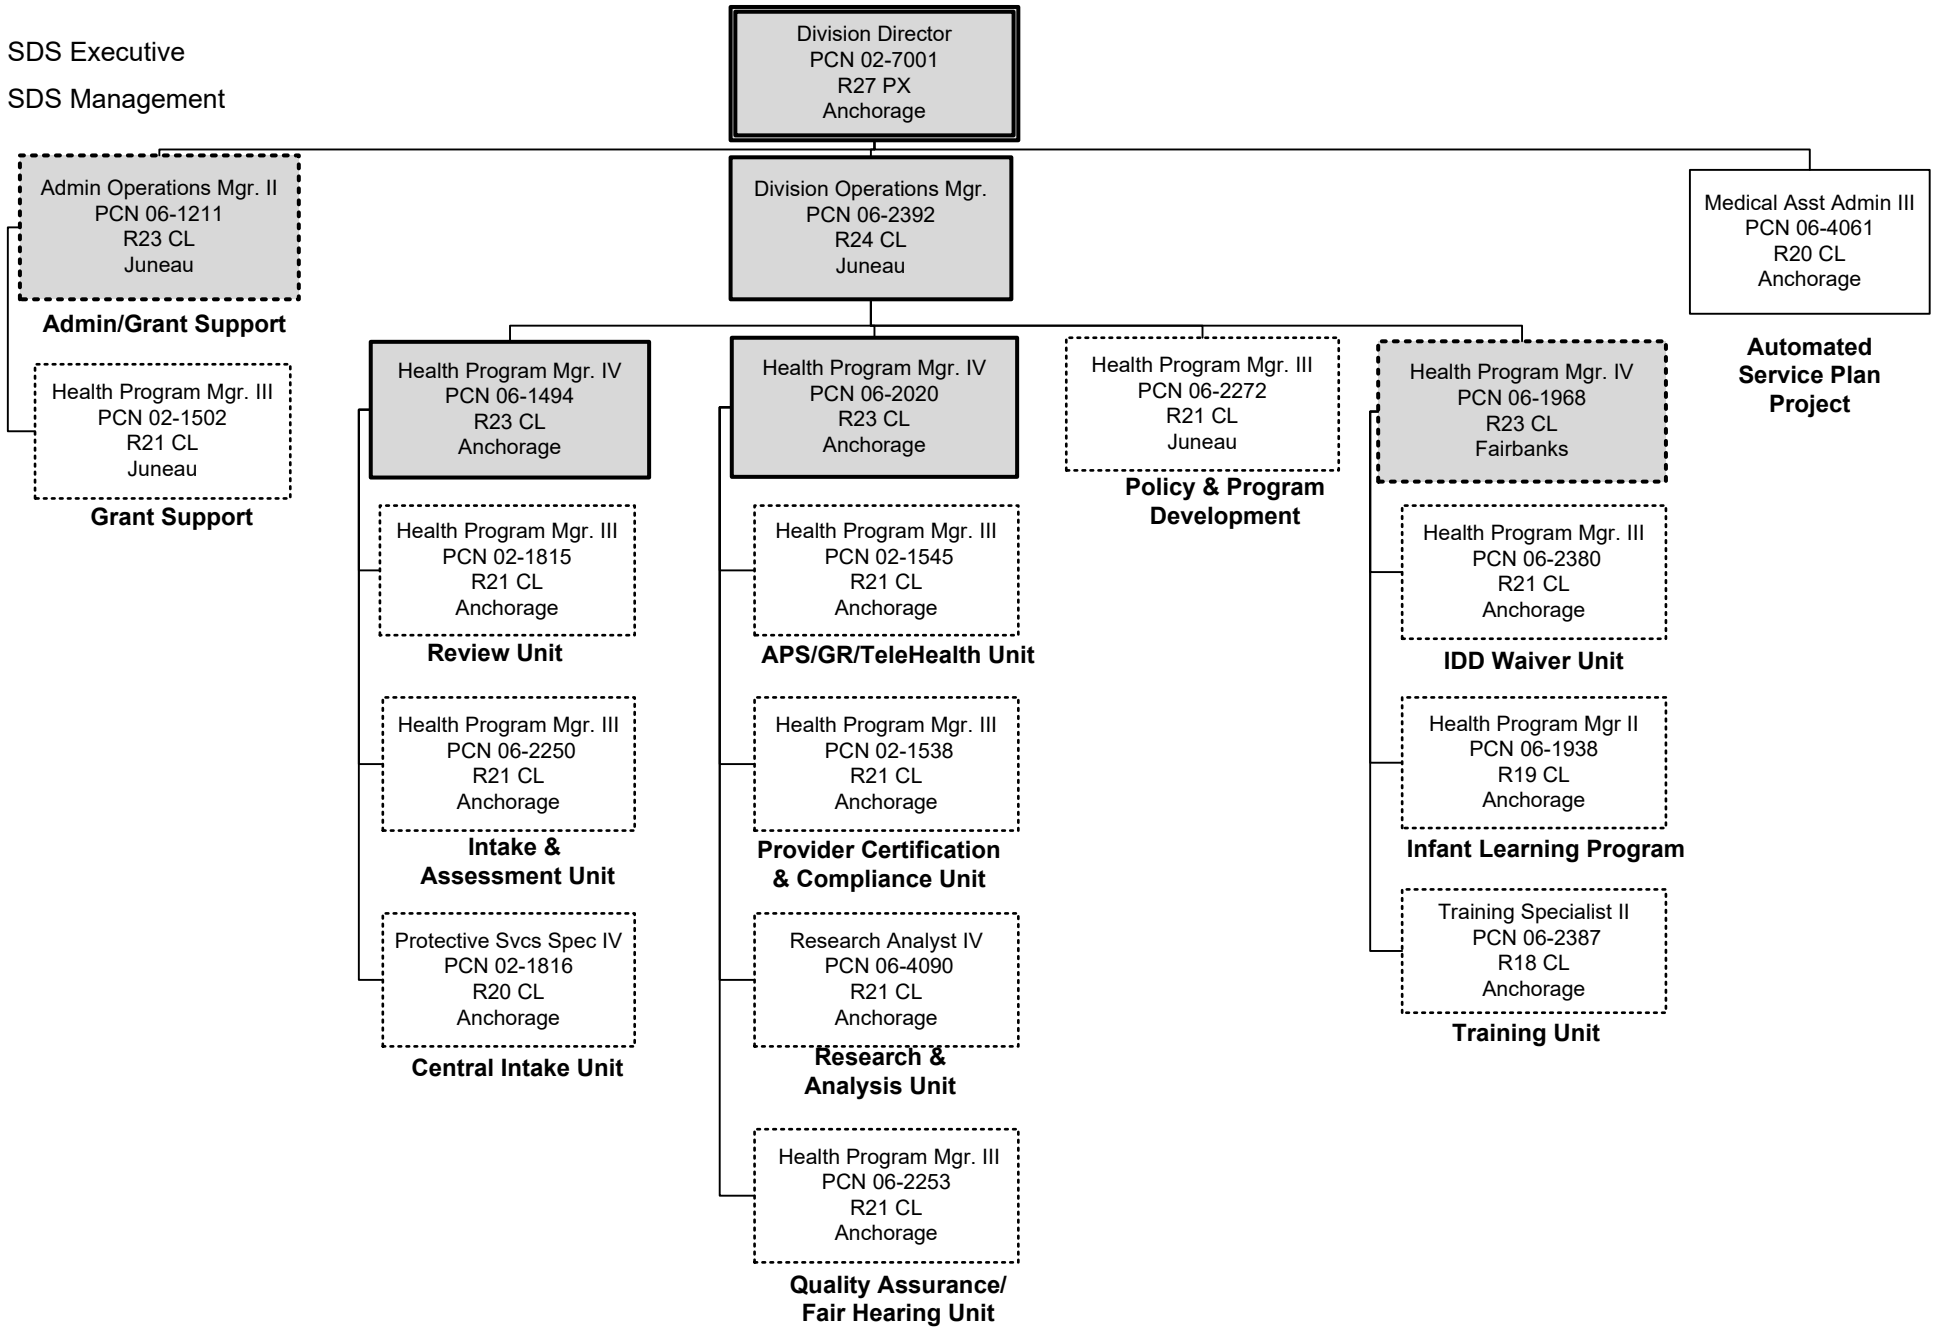 SDS Executive
SDS Management
Division Director
PCN 02-7001
R27 PX
Anchorage
Admin Operations Mgr. II
PCN 06-1211
R23 CL
Juneau
Admin/Grant Support
Health Program Mgr. III
PCN 02-1502
R21 CL
Juneau
Grant Support
Division Operations Mgr.
PCN 06-2392
R24 CL
Juneau
Medical Asst Admin III
PCN 06-4061
R20 CL
Anchorage
Automated
Service Plan
Project
Health Program Mgr. IV
PCN 06-1494
R23 CL
Anchorage
Health Program Mgr. III
PCN 02-1815
R21 CL
Anchorage
Review Unit
Health Program Mgr. III
PCN 06-2250
R21 CL
Anchorage
Intake &
Assessment Unit
Protective Svcs Spec IV
PCN 02-1816
R20 CL
Anchorage
Central Intake Unit
Health Program Mgr. IV
PCN 06-2020
R23 CL
Anchorage
Health Program Mgr. III
PCN 02-1545
R21 CL
Anchorage
APS/GR/TeleHealth Unit
Health Program Mgr. III
PCN 02-1538
R21 CL
Anchorage
Provider Certification
& Compliance Unit
Research Analyst IV
PCN 06-4090
R21 CL
Anchorage
Research &
Analysis Unit
Health Program Mgr. III
PCN 06-2253
R21 CL
Anchorage
Quality Assurance/
Fair Hearing Unit
Health Program Mgr. III
PCN 06-2272
R21 CL
Juneau
Policy & Program
Development
Health Program Mgr. IV
PCN 06-1968
R23 CL
Fairbanks
Health Program Mgr. III
PCN 06-2380
R21 CL
Anchorage
IDD Waiver Unit
Health Program Mgr II
PCN 06-1938
R19 CL
Anchorage
Infant Learning Program
Training Specialist II
PCN 06-2387
R18 CL
Anchorage
Training Unit